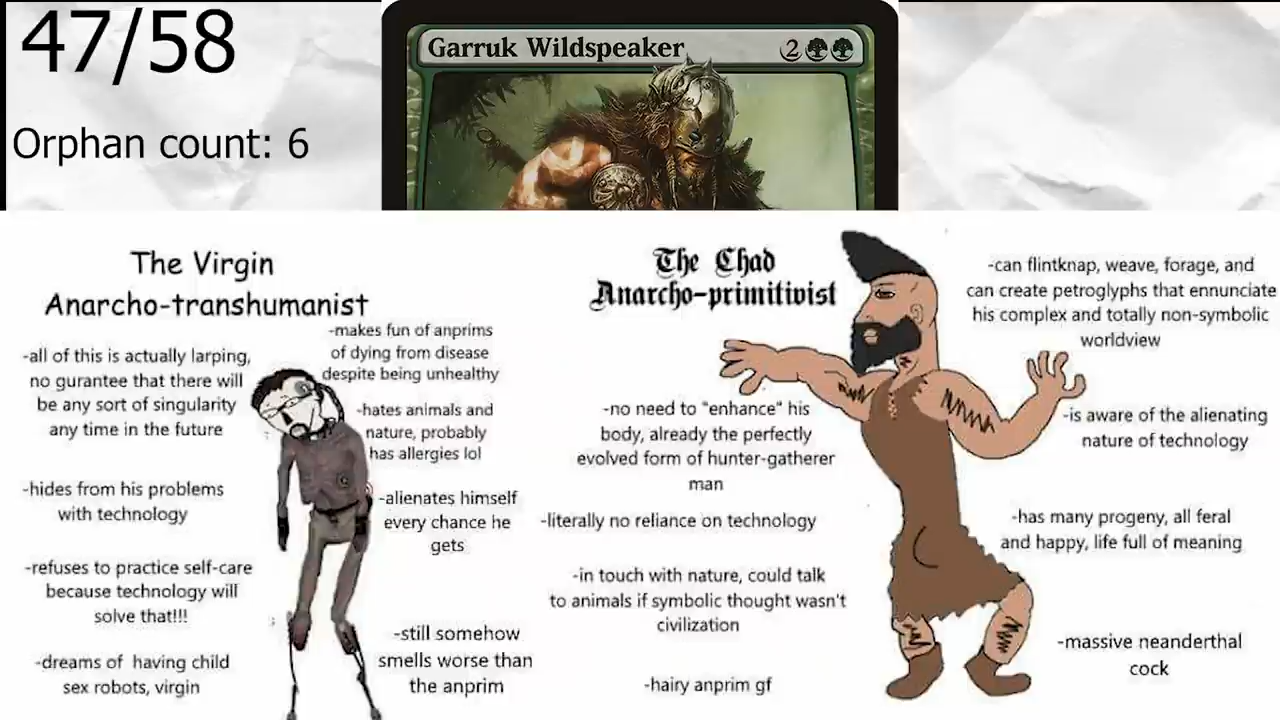 47/58
Orphan count: 6
Garruk Wildspeaker
2
The Virgin
Anarcho-transhumanist
-makes fun of anprims
of dying from disease
despite being unhealthy
-all of this is actually larping,
no gurantee that there will
be any sort of singularity
any time in the future
-hates animals and
nature, probably
has allergies lol
-hides from his problems
with technology
-alienates himself
every chance he
gets
-refuses to practice self-care
because technology will
solve that!!!
-still somehow
smells worse than
the anprim
-dreams of having child
sex robots, virgin
The Chad
Anarcho-primitivist
-can flintknap, weave, forage, and
can create petroglyphs that ennunciate
his complex and totally non-symbolic
worldview
-no need to "enhance" his
body, already the perfectly
evolved form of hunter-gatherer
man
-is aware of the alienating
nature of technology
-literally no reliance on technology
-has many progeny, all feral
and happy, life full of meaning
-in touch with nature, could talk
to animals if symbolic thought wasn't
civilization
-massive neanderthal
cock
-hairy anprim gf